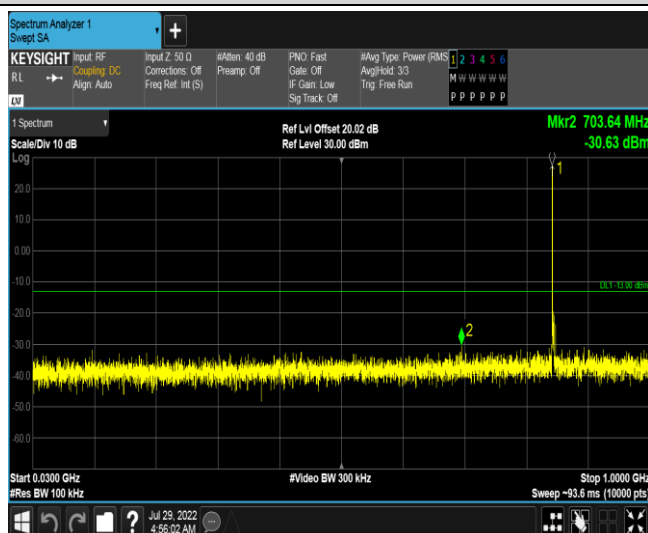 Spectrum Analyzer 1
Swept SA
+
KEYSIGHT
RL
LXI
Input: RF
Coupling: DC
Align: Auto
Input Z: 50 Ω
Corrections: Off
Freq Ref: Int (S)
#Atten: 40 dB
Preamp: Off
PNO: Fast
Gate: Off
IF Gain: Low
Sig Track: Off
#Avg Type: Power (RMS
Avg|Hold: 3/3
Trig: Free Run
1 2 3 4 5 6
M W W W W W
P P P P P P
1 Spectrum
Scale/Div 10 dB
Ref Lvl Offset 20.02 dB
Ref Level 30.00 dBm
Mkr2 703.64 MHz
-30.63 dBm
Log
20.0
10.0
0.00
-10.0
-20.0
-30.0
-40.0
-50.0
-60.0
1
DL1 -13.00 dBm
2
Start 0.0300 GHz
#Res BW 100 kHz
#Video BW 300 kHz
Stop 1.0000 GHz
Sweep ~93.6 ms (10000 pts)
?
Jul 29, 2022
4:56:02 AM